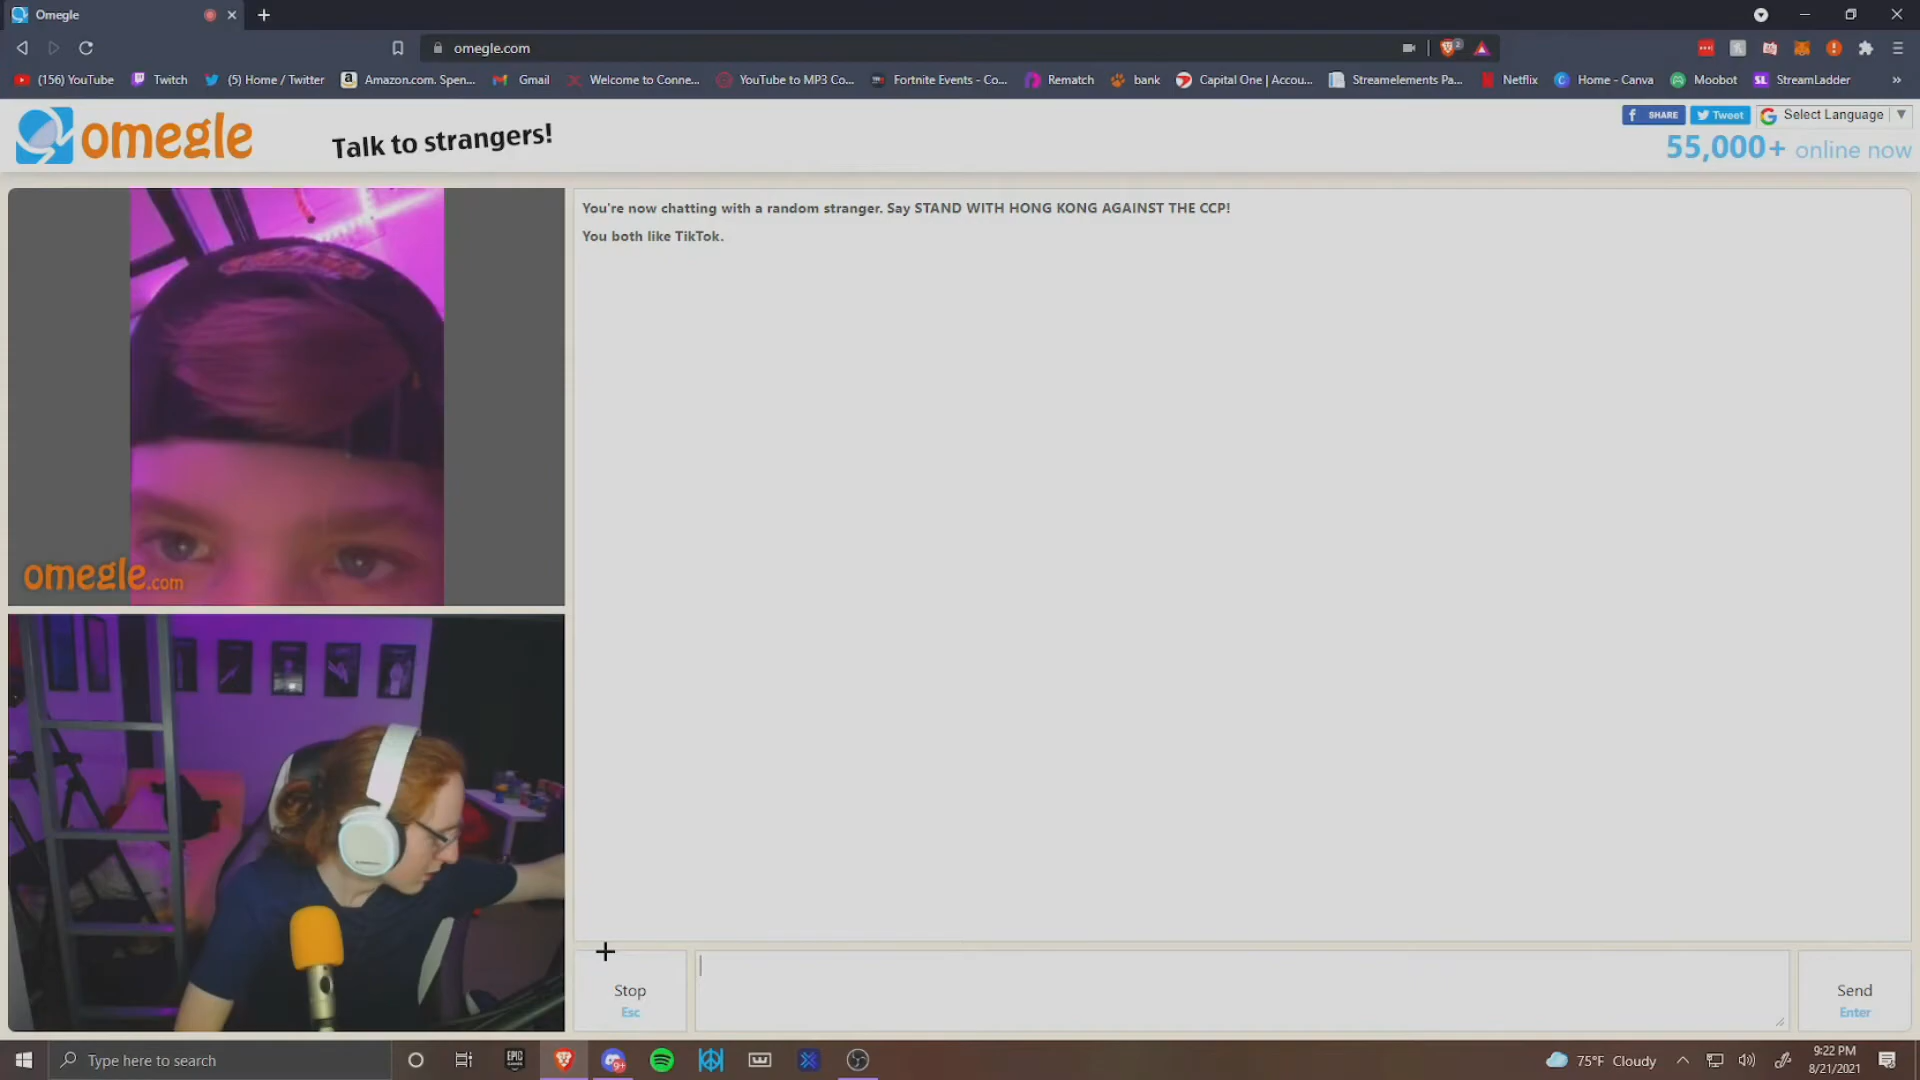 Omegle
omegle.com
2
(156) YouTube
Twitch
(5) Home / Twitter
Amazon.com. Spen...
Gmail
Welcome to Conne...
YouTube to MP3 Co...
Fortnite Events - Co...
Rematch
bank
Capital One | Accou...
Streamelements Pa...
Netflix
Home - Canva
Moobot
SL StreamLadder
»
omegle
Talk to strangers!
SHARE
Tweet
Select Language
55,000+ online now
You're now chatting with a random stranger. Say STAND WITH HONG KONG AGAINST THE CCP!
You both like TikTok.
omegle.com
Stop
Esc
Send
Enter
Type here to search
EPIC
9+
75°F Cloudy
9:22 PM
8/21/2021